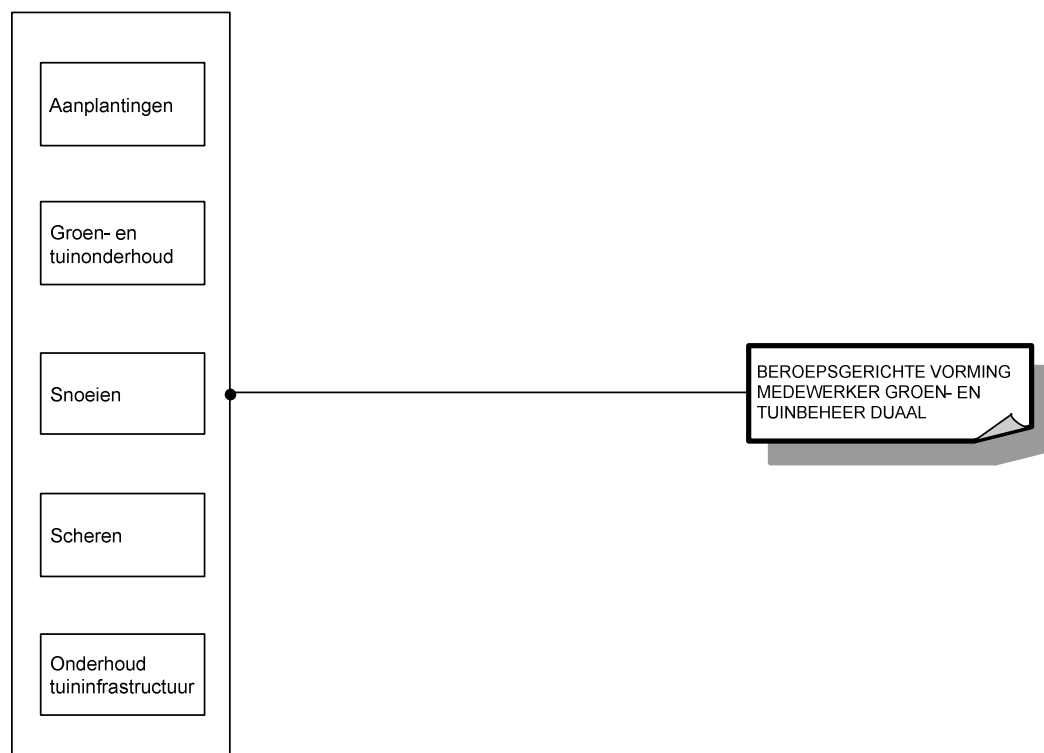 Aanplantingen
Groen- en
tuinonderhoud
Snoeien
Scheren
Onderhoud
tuininfrastructuur
BEROEPSGERICHTE VORMING
MEDEWERKER GROEN- EN
TUINBEHEER DUAAL